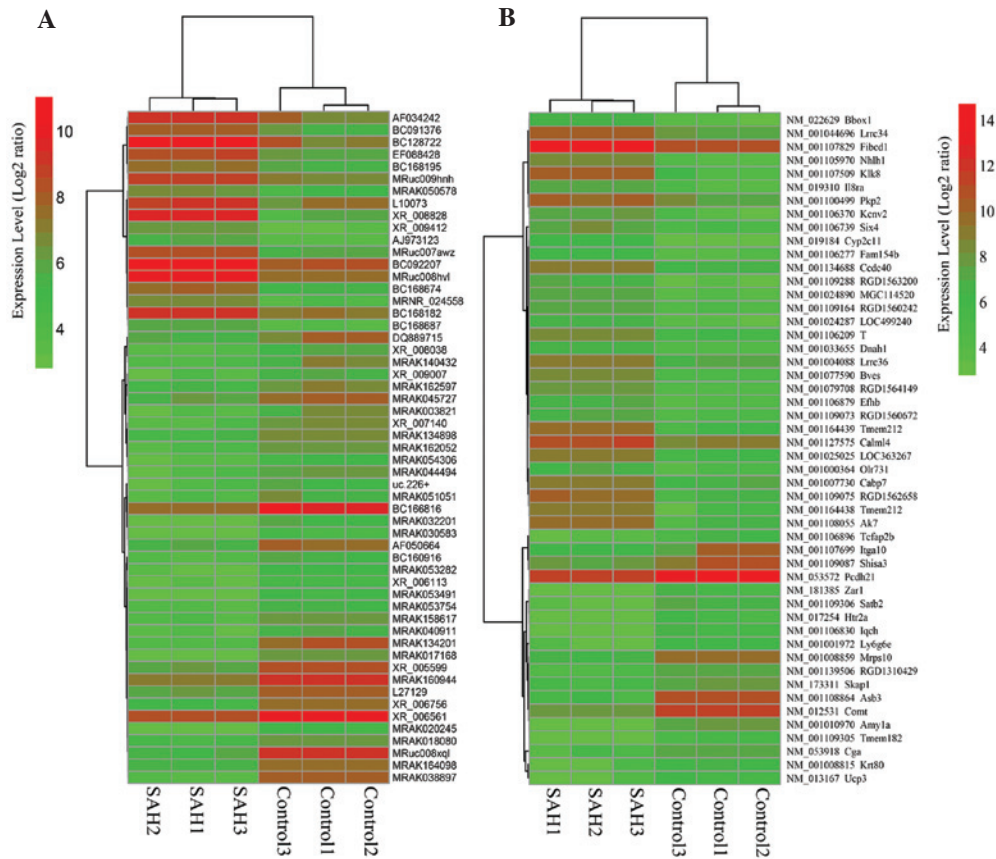 A
B
Expression Level (Log2 ratio)
10
8
6
4
AF034242
BC091376
BC128722
EF088428
BC168195
MRuc009hnh
MRAK050578
L10073
XR_008828
XR_009412
AJ973123
MRuc007awz
BC092207
MRuc008hvl
BC168674
MRNR_024558
BC168182
BC168687
DQ889715
XR_008038
MRAK140432
XR_009007
MRAK162597
MRAK045727
MRAK003821
XR_007140
MRAK134898
MRAK162052
MRAK054306
MRAK044494
uc.226+
MRAK051051
BC166816
MRAK032201
MRAK030583
AF050664
BC160916
MRAK053282
XR_006113
MRAK053491
MRAK053754
MRAK158617
MRAK040911
MRAK134201
MRAK017168
XR_005599
MRAK160944
L27129
XR_006756
XR_006561
MRAK020245
MRAK018080
MRuc008xql
MRAK164098
MRAK038897
SAH2
SAH1
SAH3
Control3
Control1
Control2
NM_022629 Bbox1
NM_001044696 Lrrc34
NM_001107829 Fibcd1
NM_001105970 Nhlh1
NM_001107509 Klk8
NM_019310 Il8ra
NM_001100499 Pkp2
NM_001106370 Kcnv2
NM_001106739 Six4
NM_019184 Cyp2c11
NM_001106277 Fam154b
NM_001134688 Ccdc40
NM_001109288 RGD1563200
NM_001024890 MGC114520
NM_001109164 RGD1560242
NM_001024287 LOC499240
NM_001106209 T
NM_001033655 Dnah1
NM_001004088 Lrrc36
NM_001077590 Bves
NM_001079708 RGD1564149
NM_001106879 Efhb
NM_001109073 RGD1560672
NM_001164439 Tmem212
NM_001127575 Calml4
NM_001025025 LOC363267
NM_001000364 Olr731
NM_001007730 Cabp7
NM_001109075 RGD1562658
NM_001164438 Tmem212
NM_001108055 Ak7
NM_001106896 Tcfap2b
NM_001107699 Itga10
NM_001109087 Shisa3
NM_053572 Pcdh21
NM_181385 Zar1
NM_001109306 Satb2
NM_017254 Htr2a
NM_001106830 Iqch
NM_001001972 Ly6g6e
NM_001008859 Mrps10
NM_001139506 RGD1310429
NM_173311 Skap1
NM_001108864 Asb3
NM_012531 Comt
NM_001010970 Amy1a
NM_001109305 Tmem182
NM_053918 Cga
NM_001008815 Krt80
NM_013167 Ucp3
SAH1
SAH2
SAH3
Control3
Control1
Control2
14
12
10
8
6
4
Expression Level (Log2 ratio)